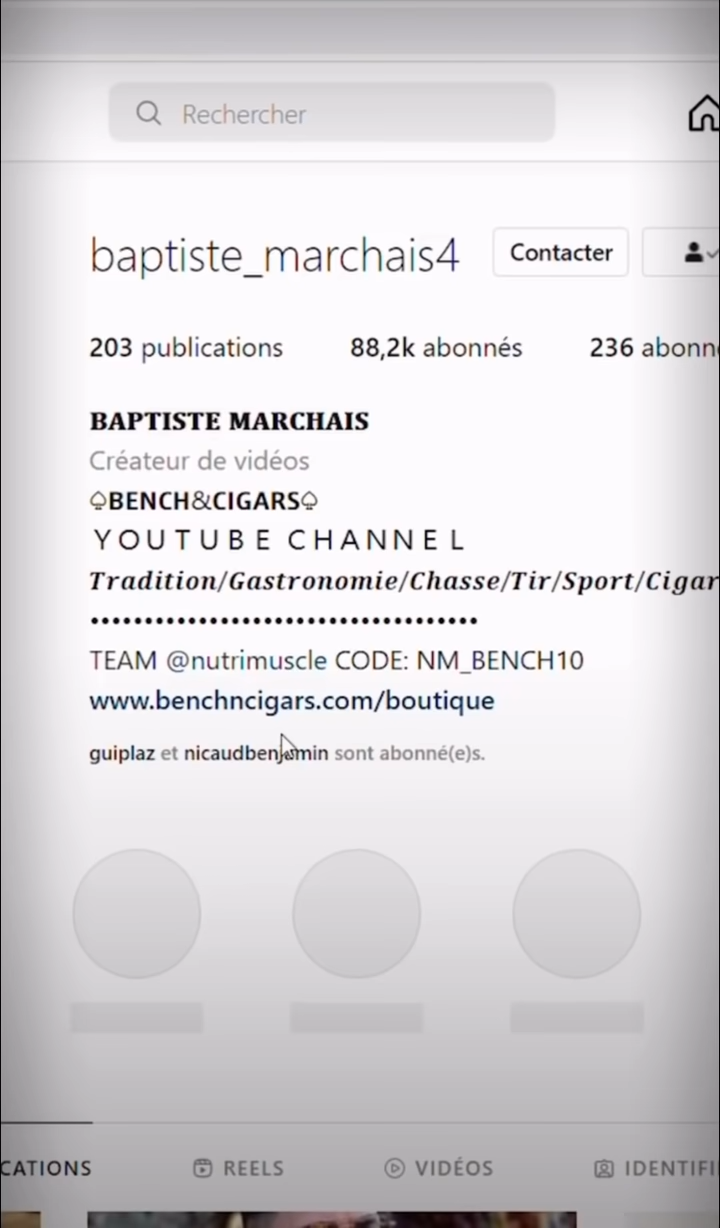 Rechercher
baptiste_marchais4 Contacter
203 publications 88,2k abonnés 236 abonn
BAPTISTE MARCHAIS
Créateur de vidéos
♤BENCH&CIGARS♤
YOUTUBE CHANNEL
Tradition/Gastronomie/Chasse/Tir/Sport/Cigar
••••••••••••••••••••••••••••••••••••
TEAM @nutrimuscle CODE: NM_BENCH10
www.benchncigars.com/boutique
guiplaz et nicaudbenjamin sont abonné(e)s.
CATIONS REELS VIDÉOS IDENTIFI